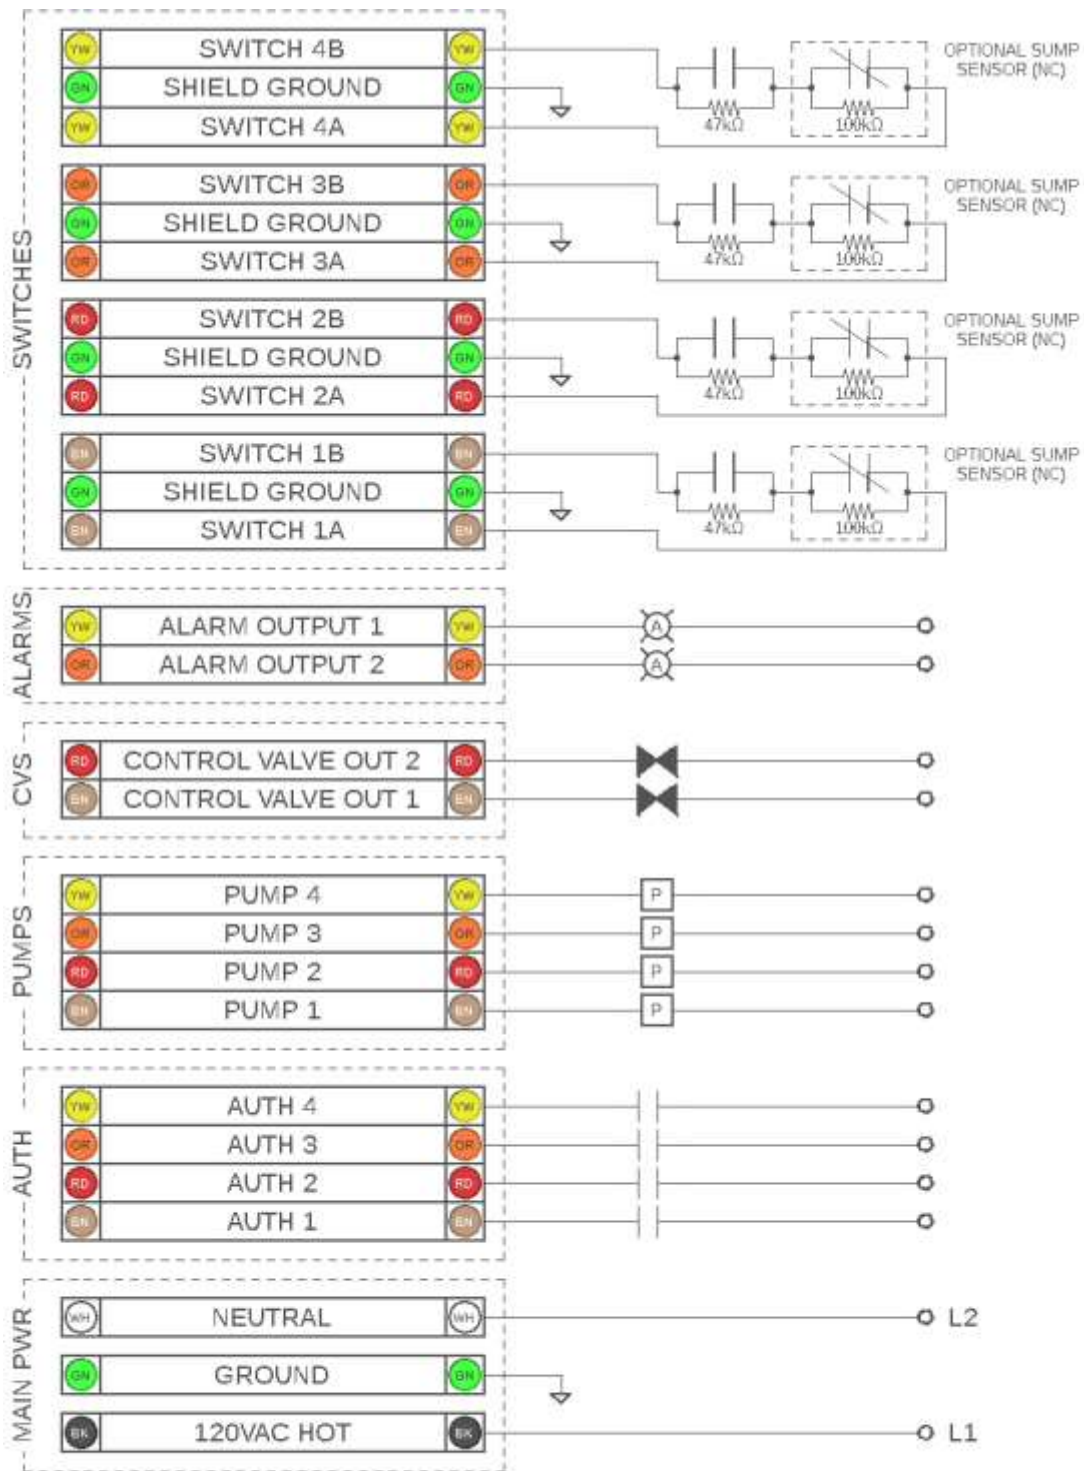 SWITCHES
YW SWITCH 4B YW
GN SHIELD GROUND GN
YW SWITCH 4A YW
47kΩ
100kΩ
OPTIONAL SUMP
SENSOR (NC)
OR SWITCH 3B OR
GN SHIELD GROUND GN
OR SWITCH 3A OR
47kΩ
100kΩ
OPTIONAL SUMP
SENSOR (NC)
RD SWITCH 2B RD
GN SHIELD GROUND GN
RD SWITCH 2A RD
47kΩ
100kΩ
OPTIONAL SUMP
SENSOR (NC)
BN SWITCH 1B BN
GN SHIELD GROUND GN
BN SWITCH 1A BN
47kΩ
100kΩ
OPTIONAL SUMP
SENSOR (NC)
ALARMS
YW ALARM OUTPUT 1 YW A
OR ALARM OUTPUT 2 OR A
CVS
RD CONTROL VALVE OUT 2 RD
BN CONTROL VALVE OUT 1 BN
PUMPS
YW PUMP 4 YW P
OR PUMP 3 OR P
RD PUMP 2 RD P
BN PUMP 1 BN P
AUTH
YW AUTH 4 YW
OR AUTH 3 OR
RD AUTH 2 RD
BN AUTH 1 BN
MAIN PWR
WH NEUTRAL WH L2
GN GROUND GN
BK 120VAC HOT BK L1